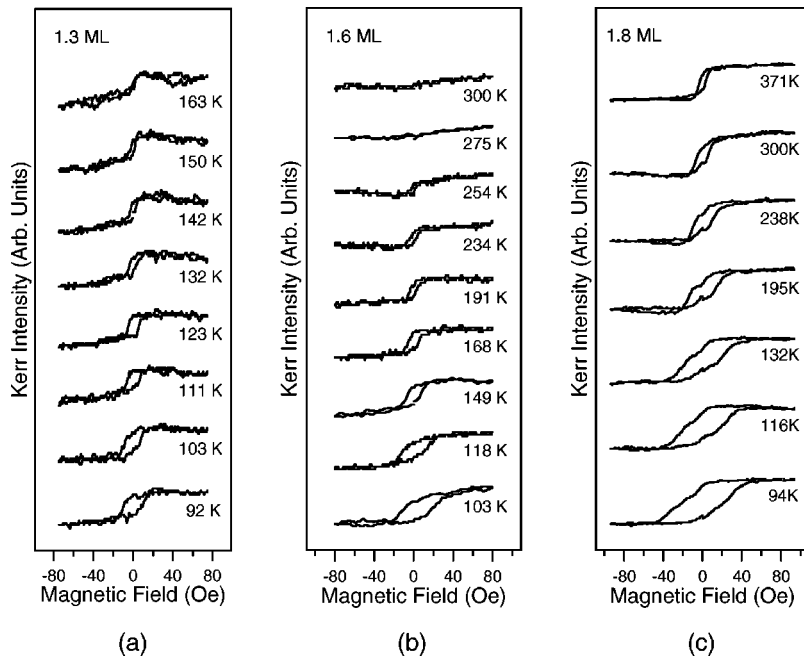 1.3 ML
163 K
150 K
142 K
132 K
123 K
111 K
103 K
92 K
Kerr Intensity (Arb. Units)
-80 -40 0 40 80
Magnetic Field (Oe)
(a)
1.6 ML
300 K
275 K
254 K
234 K
191 K
168 K
149 K
118 K
103 K
Kerr Intensity (Arb. Units)
-80 -40 0 40 80
Magnetic Field (Oe)
(b)
1.8 ML
371K
300K
238K
195K
132K
116K
94K
Kerr Intensity (Arb. Units)
-80 -40 0 40 80
Magnetic Field (Oe)
(c)